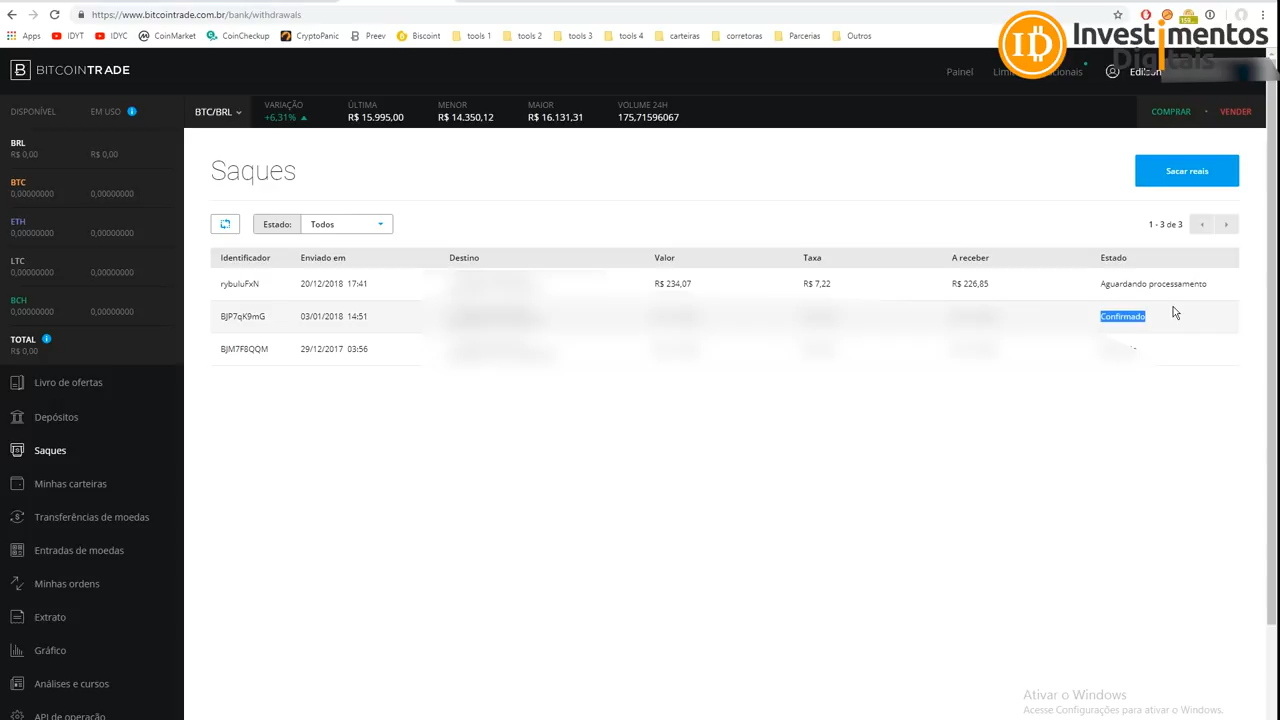 https://www.bitcointrade.com.br/bank/withdrawals
Apps IDYT IDYC CoinMarket CoinCheckup CryptoPanic Preev Biscoint tools 1 tools 2 tools 3 tools 4 carteiras corretoras Parcerias Outros
ID Investimentos
Digitais
BITCOINTRADE
Painel
Edilson
DISPONÍVEL EM USO
BTC/BRL
VARIAÇÃO ÚLTIMA MENOR MAIOR VOLUME 24H
+6,31% R$ 15.995,00 R$ 14.350,12 R$ 16.131,31 175,71596067
COMPRAR VENDER
BRL
R$ 0,00 R$ 0,00
BTC
0,00000000 0,00000000
ETH
0,00000000 0,00000000
LTC
0,00000000 0,00000000
BCH
0,00000000 0,00000000
TOTAL
R$ 0,00
Livro de ofertas
Depósitos
Saques
Minhas carteiras
Transferências de moedas
Entradas de moedas
Minhas ordens
Extrato
Gráfico
Análises e cursos
API de operação
Saques
Sacar reais
Estado: Todos
1 - 3 de 3
Identificador Enviado em Destino Valor Taxa A receber Estado
rybuluFxN 20/12/2018 17:41 R$ 234,07 R$ 7,22 R$ 226,85 Aguardando processamento
BJP7qK9mG 03/01/2018 14:51 Confirmado
BJM7F8QQM 29/12/2017 03:56
Ativar o Windows
Acesse Configurações para ativar o Windows.